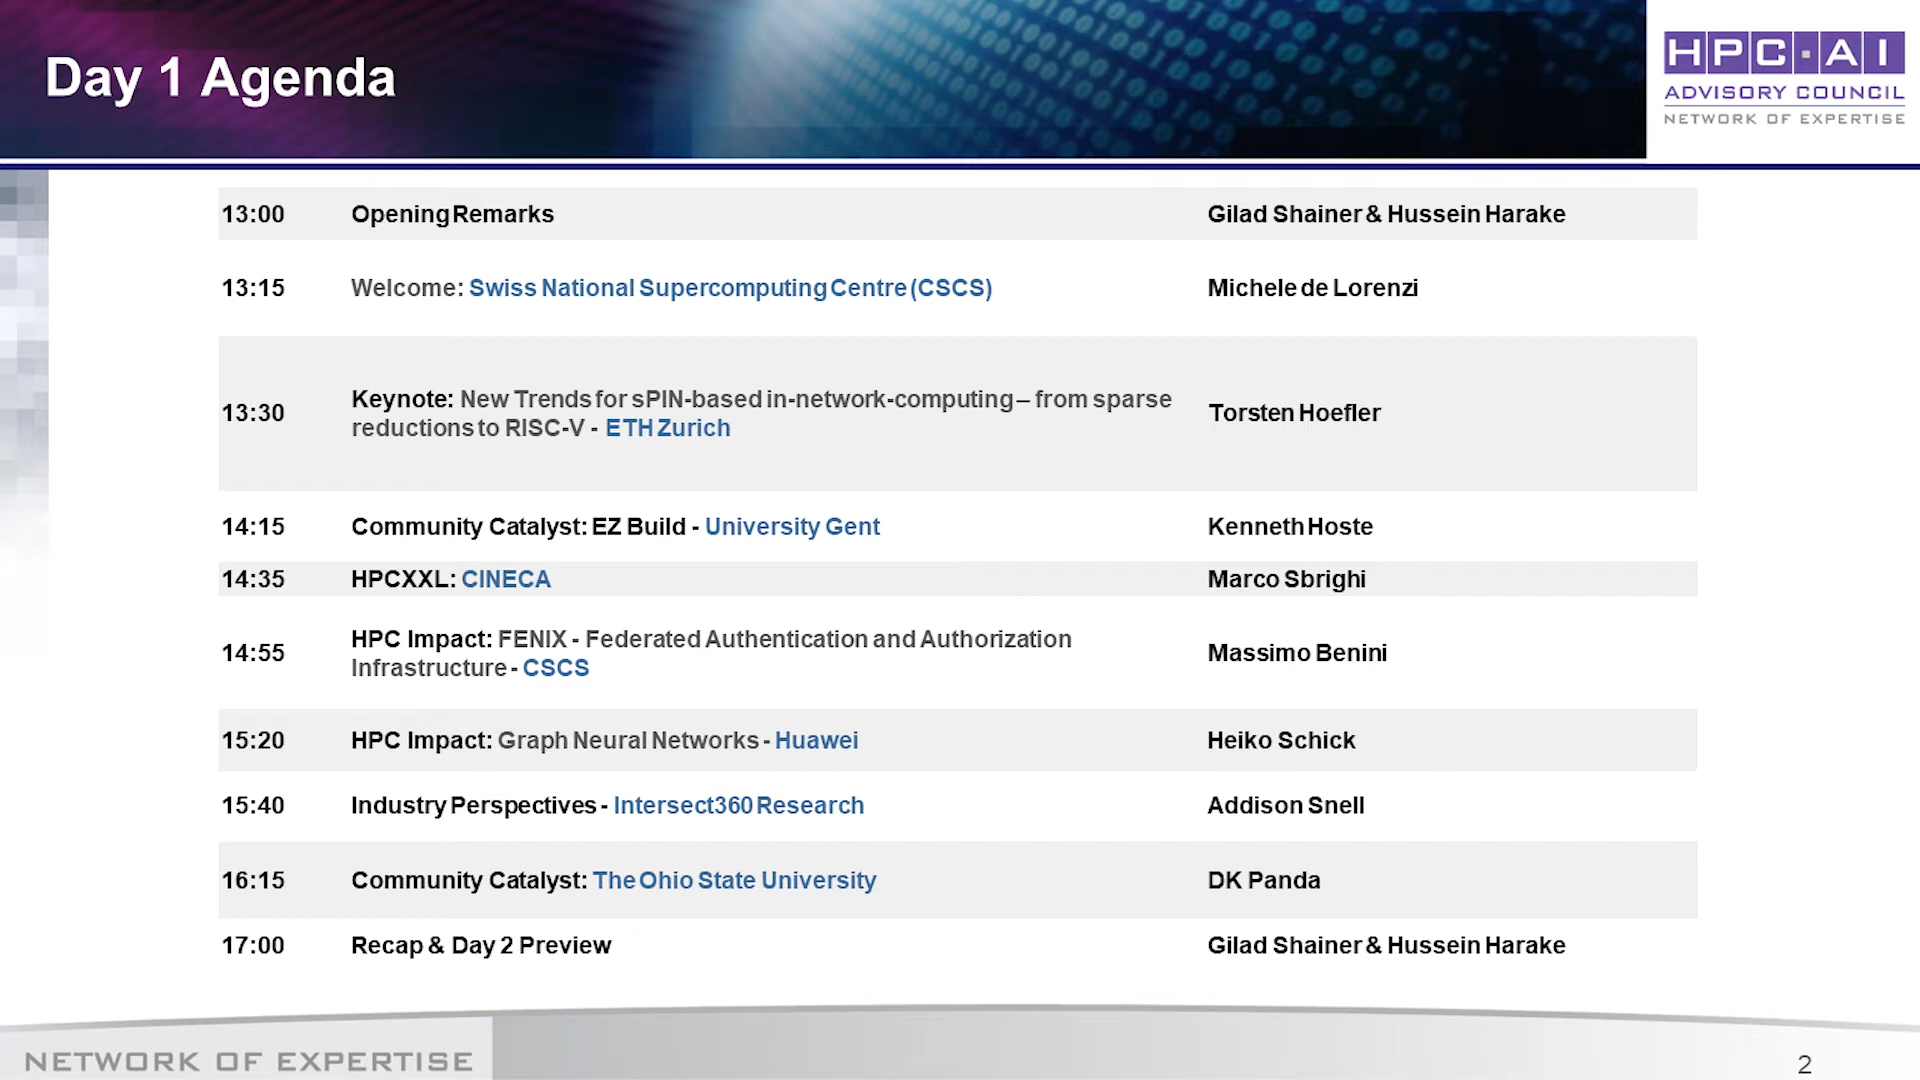 Day 1 Agenda
HPC·AI
ADVISORY COUNCIL
NETWORK OF EXPERTISE
13:00 Opening Remarks Gilad Shainer & Hussein Harake
13:15 Welcome: Swiss National Supercomputing Centre (CSCS) Michele de Lorenzi
13:30 Keynote: New Trends for sPIN-based in-network-computing – from sparse
reductions to RISC-V - ETH Zurich Torsten Hoefler
14:15 Community Catalyst: EZ Build - University Gent Kenneth Hoste
14:35 HPCXXL: CINECA Marco Sbrighi
14:55 HPC Impact: FENIX - Federated Authentication and Authorization
Infrastructure - CSCS Massimo Benini
15:20 HPC Impact: Graph Neural Networks - Huawei Heiko Schick
15:40 Industry Perspectives - Intersect360 Research Addison Snell
16:15 Community Catalyst: The Ohio State University DK Panda
17:00 Recap & Day 2 Preview Gilad Shainer & Hussein Harake
NETWORK OF EXPERTISE
2